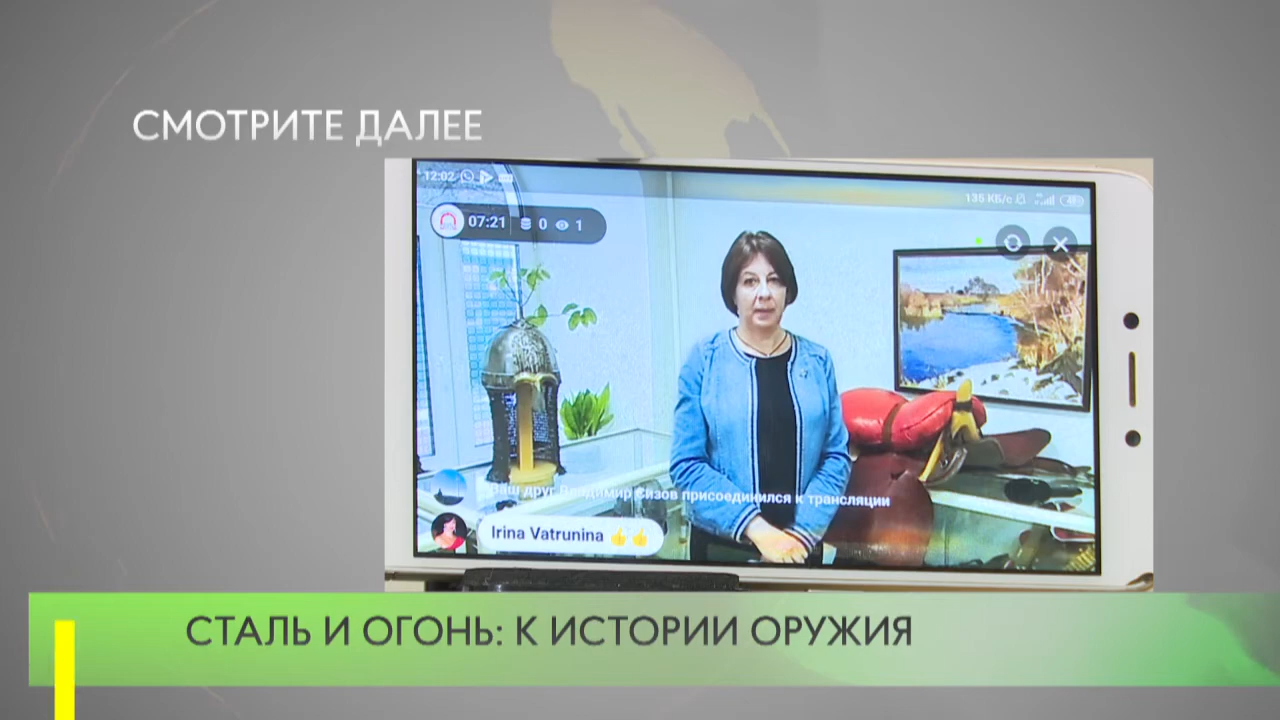 СМОТРИТЕ ДАЛЕЕ
12:02
135 КБ/с
07:21 0 1
Ваш друг Владимир Сизов присоединился к трансляции
Irina Vatrunina 👍👍
СТАЛЬ И ОГОНЬ: К ИСТОРИИ ОРУЖИЯ